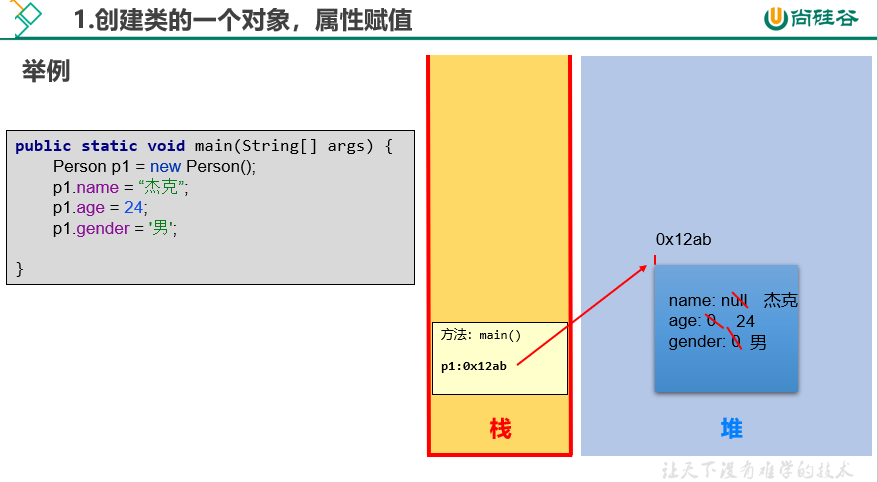 1.创建类的一个对象，属性赋值
尚硅谷
举例
public static void main(String[] args) {
Person p1 = new Person();
p1.name = “杰克”;
p1.age = 24;
p1.gender = '男';
}
方法: main()
p1:0x12ab
栈
0x12ab
name: null 杰克
age: 0 24
gender: 0 男
堆
让天下没有难学的技术